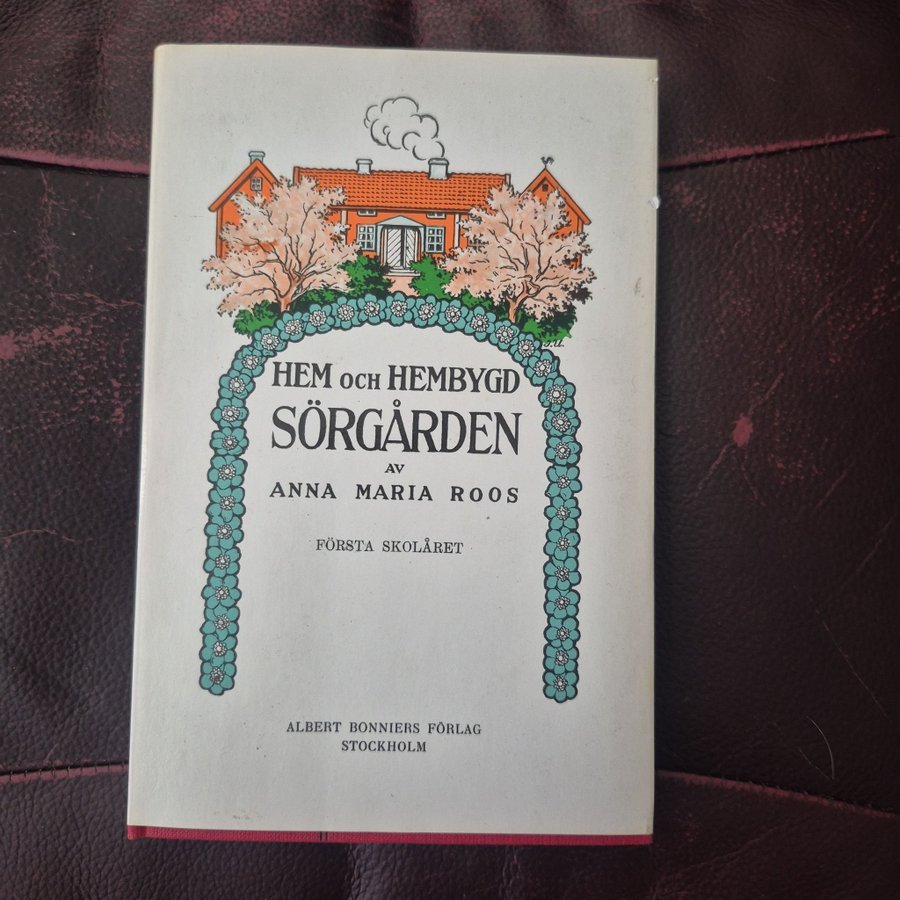 HEM OCH HEMBYGD
SÖRGÅRDEN
AV
ANNA MARIA ROOS
FÖRSTA SKOLÅRET
ALBERT BONNIERS FÖRLAG
STOCKHOLM